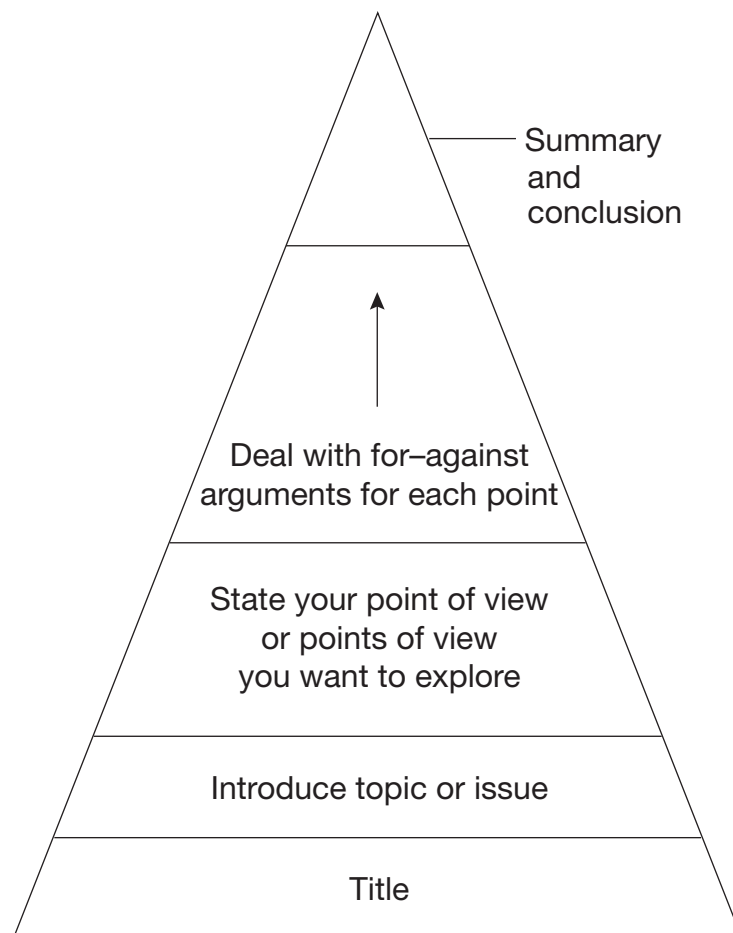 Summary
and
conclusion
Deal with for–against
arguments for each point
State your point of view
or points of view
you want to explore
Introduce topic or issue
Title